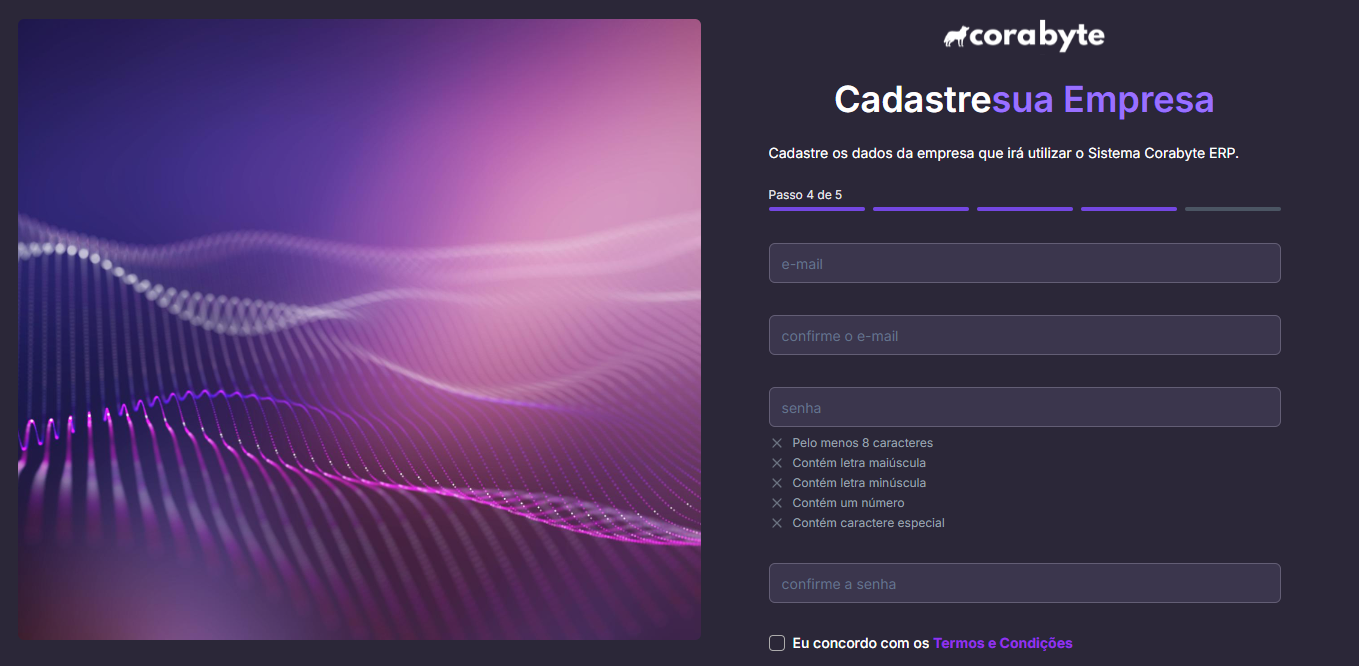 corabyte
Cadastresua Empresa
Cadastre os dados da empresa que irá utilizar o Sistema Corabyte ERP.
Passo 4 de 5
e-mail
confirme o e-mail
senha
Pelo menos 8 caracteres
Contém letra maiúscula
Contém letra minúscula
Contém um número
Contém caractere especial
confirme a senha
Eu concordo com os Termos e Condições